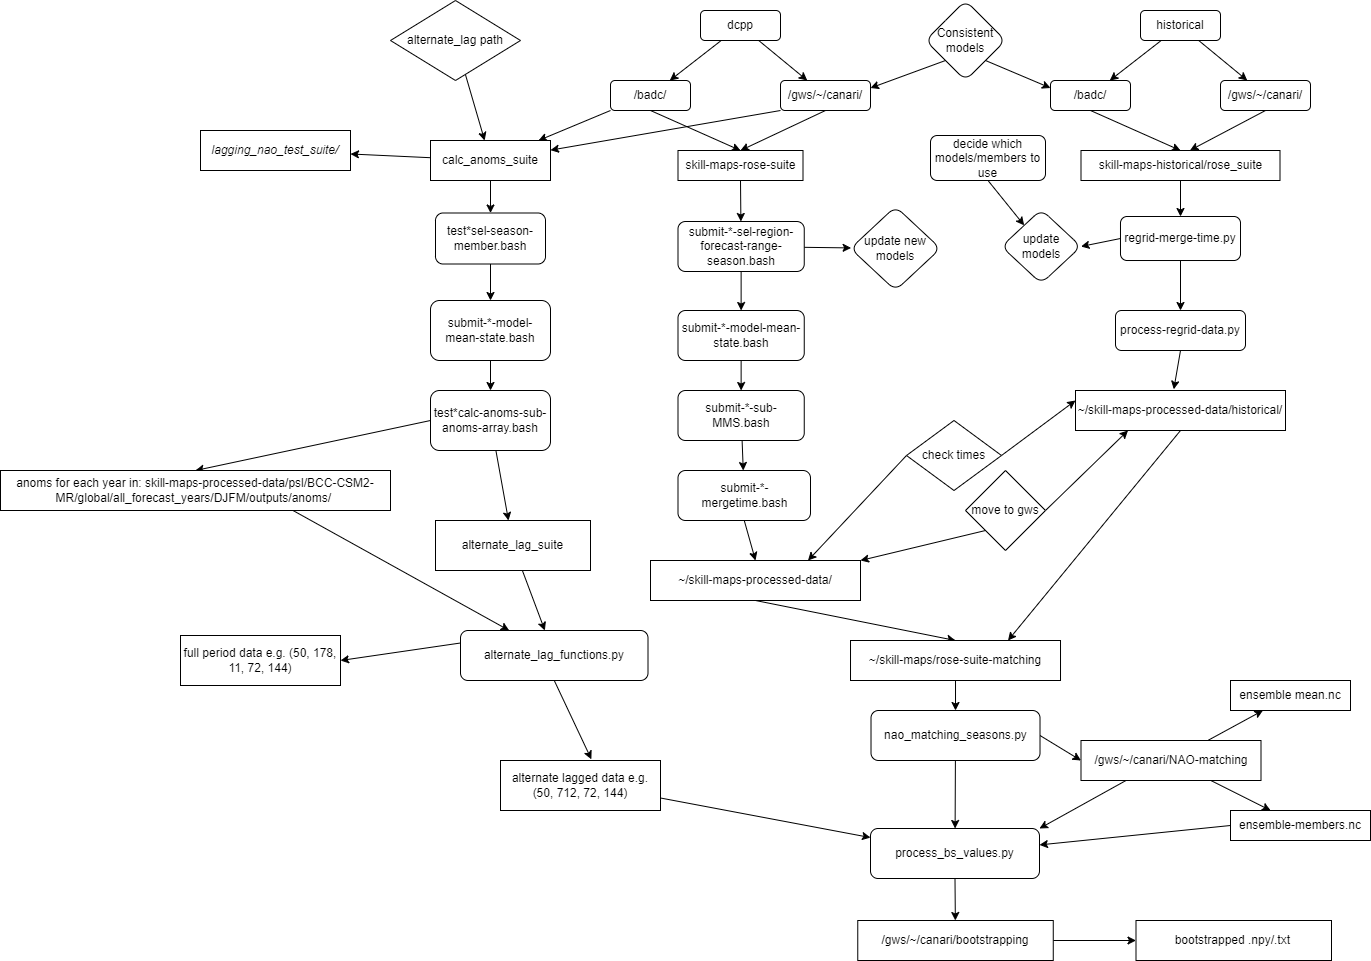 alternate_lag path
dcpp
Consistent
models
historical
/badc/
/gws/~/canari/
/badc/
/gws/~/canari/
lagging_nao_test_suite/
calc_anoms_suite
skill-maps-rose-suite
decide which
models/members to
use
skill-maps-historical/rose_suite
test*sel-season-
member.bash
submit-*-sel-region-
forecast-range-
season.bash
update new
models
update
models
regrid-merge-time.py
submit-*-model-
mean-state.bash
submit-*-model-mean-
state.bash
process-regrid-data.py
test*calc-anoms-sub-
anoms-array.bash
submit-*-sub-
MMS.bash
~/skill-maps-processed-data/historical/
check times
anoms for each year in: skill-maps-processed-data/psl/BCC-CSM2-
MR/global/all_forecast_years/DJFM/outputs/anoms/
submit-*-
mergetime.bash
move to gws
alternate_lag_suite
~/skill-maps-processed-data/
full period data e.g. (50, 178,
11, 72, 144)
alternate_lag_functions.py
~/skill-maps/rose-suite-matching
ensemble mean.nc
nao_matching_seasons.py
/gws/~/canari/NAO-matching
alternate lagged data e.g.
(50, 712, 72, 144)
ensemble-members.nc
process_bs_values.py
/gws/~/canari/bootstrapping
bootstrapped .npy/.txt